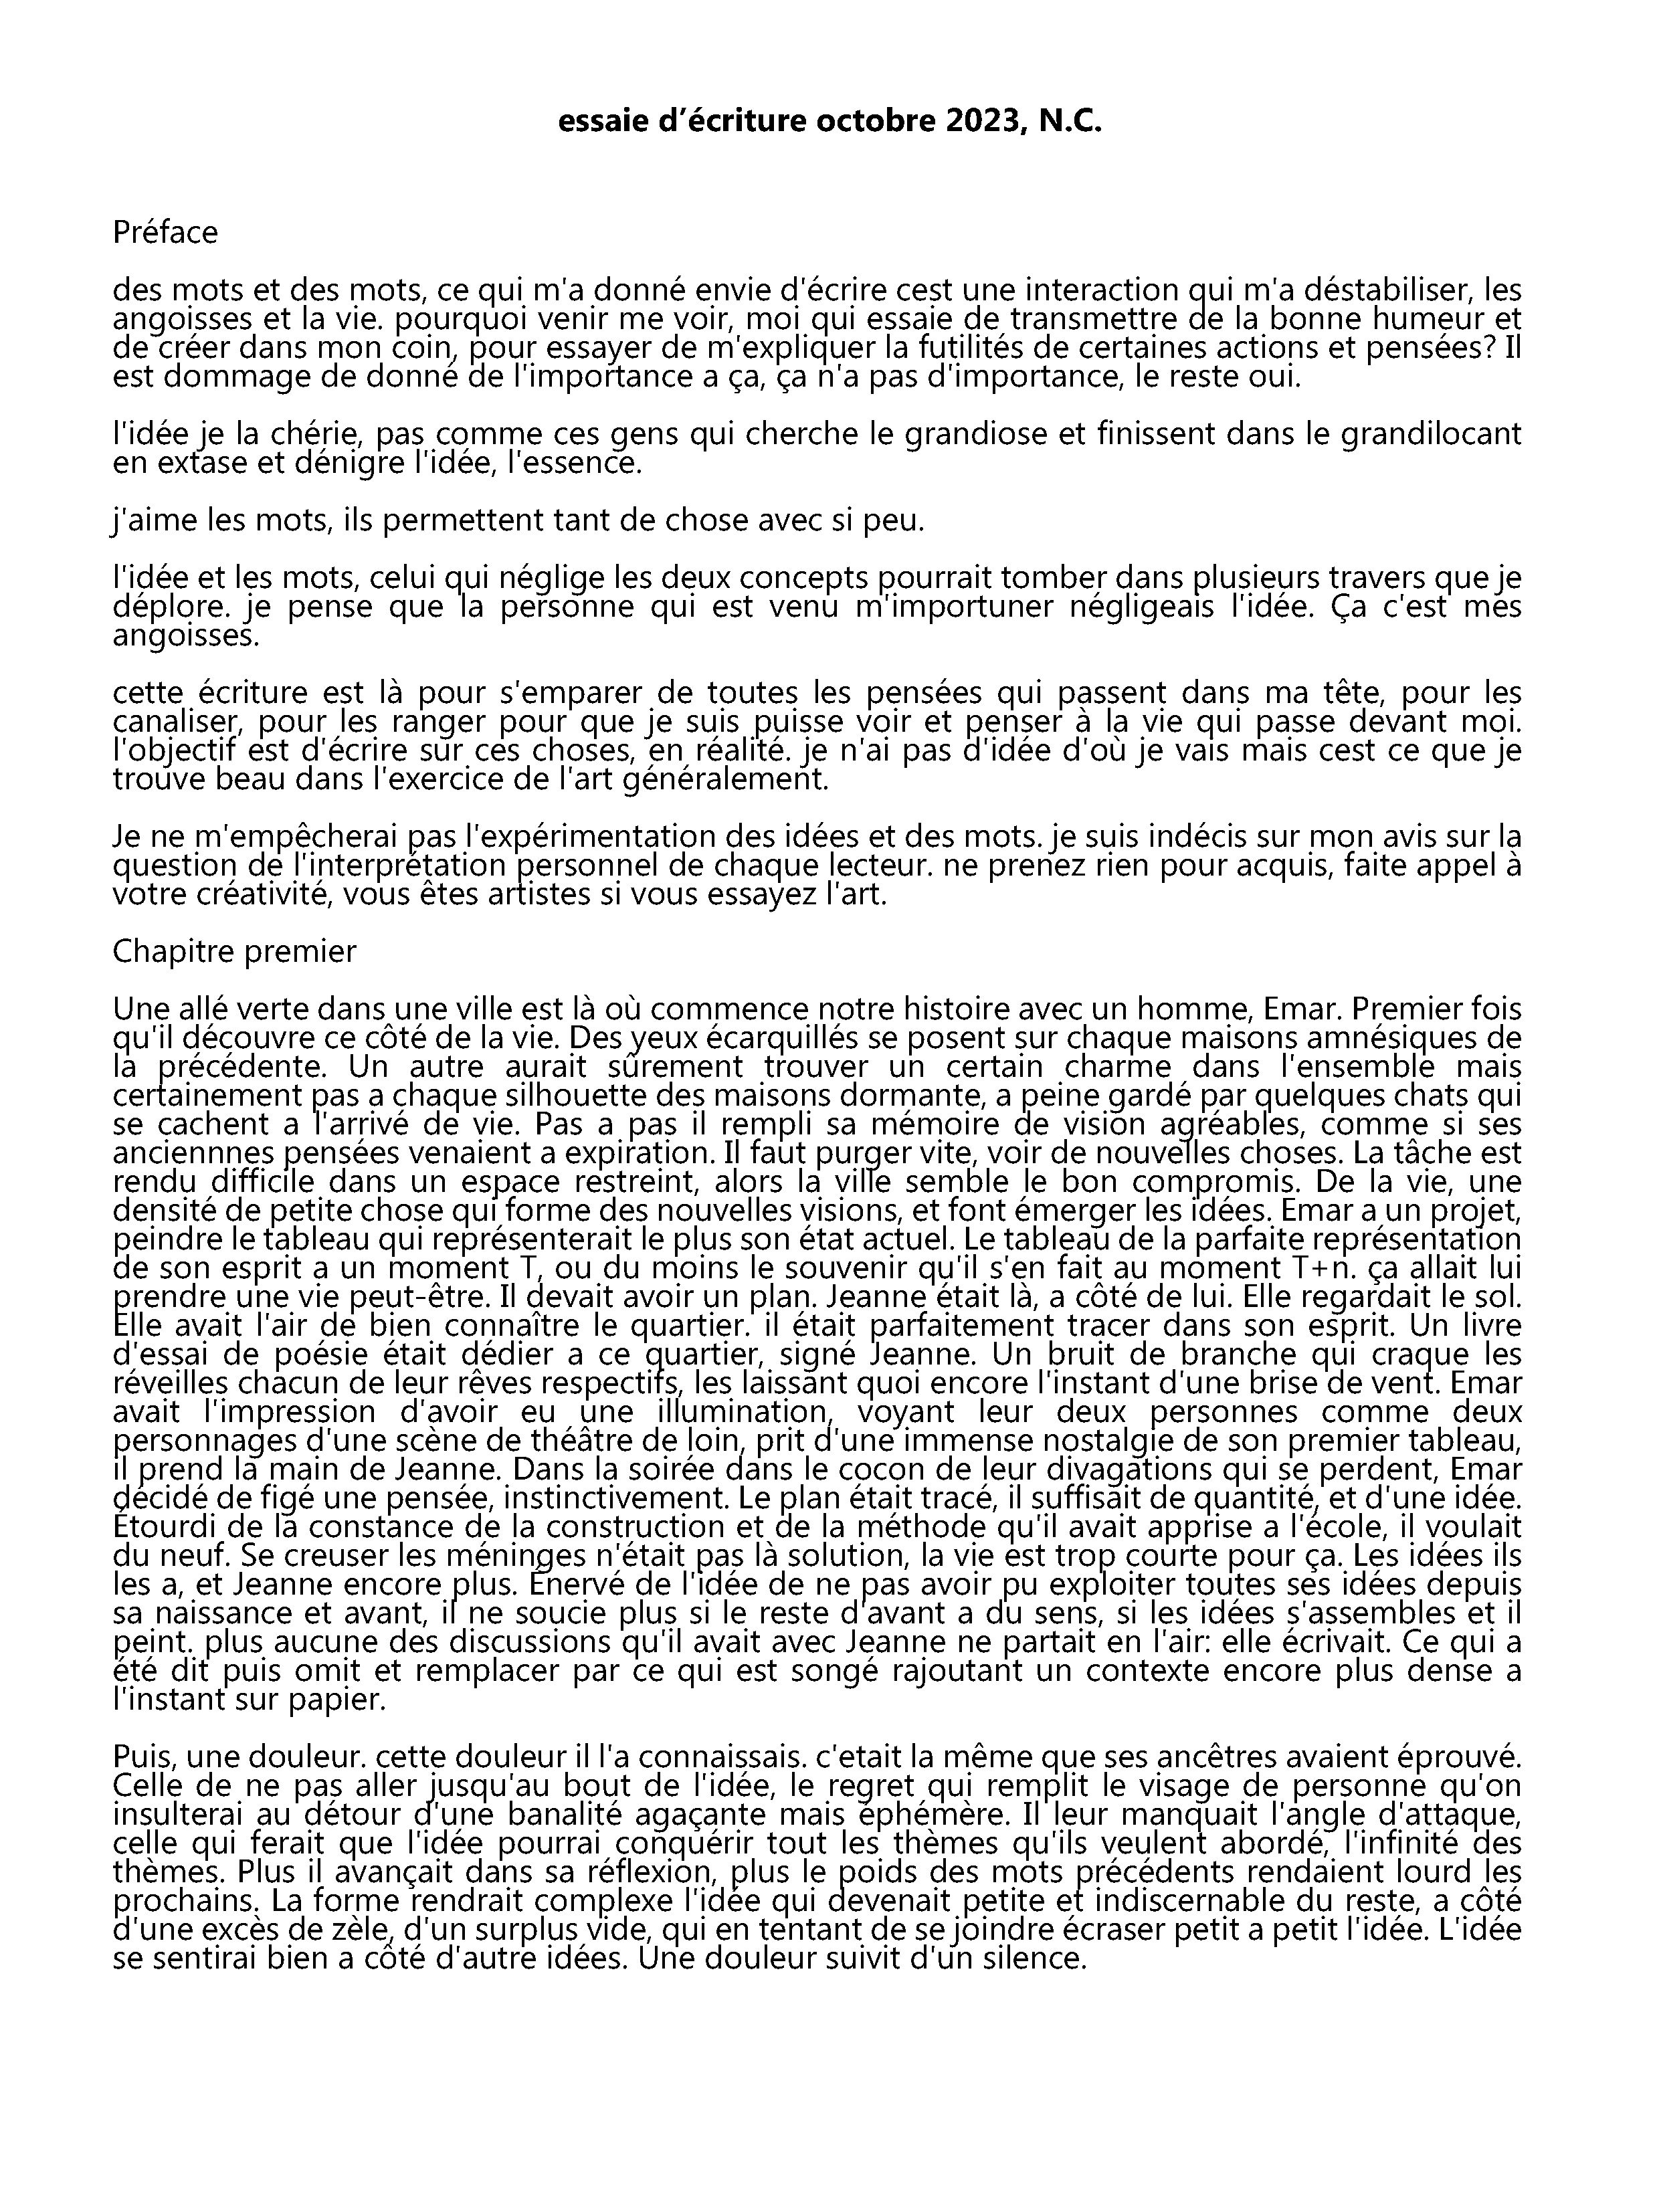 essaie d’écriture octobre 2023, N.C.
Préface
des mots et des mots, ce qui m'a donné envie d'écrire cest une interaction qui m'a déstabiliser, les
angoisses et la vie. pourquoi venir me voir, moi qui essaie de transmettre de la bonne humeur et
de créer dans mon coin, pour essayer de m'expliquer la futilités de certaines actions et pensées? Il
est dommage de donné de l'importance a ça, ça n'a pas d'importance, le reste oui.
l'idée je la chérie, pas comme ces gens qui cherche le grandiose et finissent dans le grandilocant
en extase et dénigre l'idée, l'essence.
j'aime les mots, ils permettent tant de chose avec si peu.
l'idée et les mots, celui qui néglige les deux concepts pourrait tomber dans plusieurs travers que je
déplore. je pense que la personne qui est venu m'importuner négligeais l'idée. Ça c'est mes
angoisses.
cette écriture est là pour s'emparer de toutes les pensées qui passent dans ma tête, pour les
canaliser, pour les ranger pour que je suis puisse voir et penser à la vie qui passe devant moi.
l'objectif est d'écrire sur ces choses, en réalité. je n'ai pas d'idée d'où je vais mais cest ce que je
trouve beau dans l'exercice de l'art généralement.
Je ne m'empêcherai pas l'expérimentation des idées et des mots. je suis indécis sur mon avis sur la
question de l'interprétation personnel de chaque lecteur. ne prenez rien pour acquis, faite appel à
votre créativité, vous êtes artistes si vous essayez l'art.
Chapitre premier
Une allé verte dans une ville est là où commence notre histoire avec un homme, Emar. Premier fois
qu'il découvre ce côté de la vie. Des yeux écarquillés se posent sur chaque maisons amnésiques de
la précédente. Un autre aurait sûrement trouver un certain charme dans l'ensemble mais
certainement pas a chaque silhouette des maisons dormante, a peine gardé par quelques chats qui
se cachent a l'arrivé de vie. Pas a pas il rempli sa mémoire de vision agréables, comme si ses
anciennnes pensées venaient a expiration. Il faut purger vite, voir de nouvelles choses. La tâche est
rendu difficile dans un espace restreint, alors la ville semble le bon compromis. De la vie, une
densité de petite chose qui forme des nouvelles visions, et font émerger les idées. Emar a un projet,
peindre le tableau qui représenterait le plus son état actuel. Le tableau de la parfaite représentation
de son esprit a un moment T, ou du moins le souvenir qu'il s'en fait au moment T+n. ça allait lui
prendre une vie peut-être. Il devait avoir un plan. Jeanne était là, a côté de lui. Elle regardait le sol.
Elle avait l'air de bien connaître le quartier. il était parfaitement tracer dans son esprit. Un livre
d'essai de poésie était dédier a ce quartier, signé Jeanne. Un bruit de branche qui craque les
réveilles chacun de leur rêves respectifs, les laissant quoi encore l'instant d'une brise de vent. Emar
avait l'impression d'avoir eu une illumination, voyant leur deux personnes comme deux
personnages d'une scène de théâtre de loin, prit d'une immense nostalgie de son premier tableau,
il prend la main de Jeanne. Dans la soirée dans le cocon de leur divagations qui se perdent, Emar
décidé de figé une pensée, instinctivement. Le plan était tracé, il suffisait de quantité, et d'une idée.
Étourdi de la constance de la construction et de la méthode qu'il avait apprise a l'école, il voulait
du neuf. Se creuser les méninges n'était pas là solution, la vie est trop courte pour ça. Les idées ils
les a, et Jeanne encore plus. Énervé de l'idée de ne pas avoir pu exploiter toutes ses idées depuis
sa naissance et avant, il ne soucie plus si le reste d'avant a du sens, si les idées s'assembles et il
peint. plus aucune des discussions qu'il avait avec Jeanne ne partait en l'air: elle écrivait. Ce qui a
été dit puis omit et remplacer par ce qui est songé rajoutant un contexte encore plus dense a
l'instant sur papier.
Puis, une douleur. cette douleur il l'a connaissais. c'etait la même que ses ancêtres avaient éprouvé.
Celle de ne pas aller jusqu'au bout de l'idée, le regret qui remplit le visage de personne qu'on
insulterai au détour d'une banalité agaçante mais éphémère. Il leur manquait l'angle d'attaque,
celle qui ferait que l'idée pourrai conquérir tout les thèmes qu'ils veulent abordé, l'infinité des
thèmes. Plus il avançait dans sa réflexion, plus le poids des mots précédents rendaient lourd les
prochains. La forme rendrait complexe l'idée qui devenait petite et indiscernable du reste, a côté
d'une excès de zèle, d'un surplus vide, qui en tentant de se joindre écraser petit a petit l'idée. L'idée
se sentirai bien a côté d'autre idées. Une douleur suivit d'un silence.